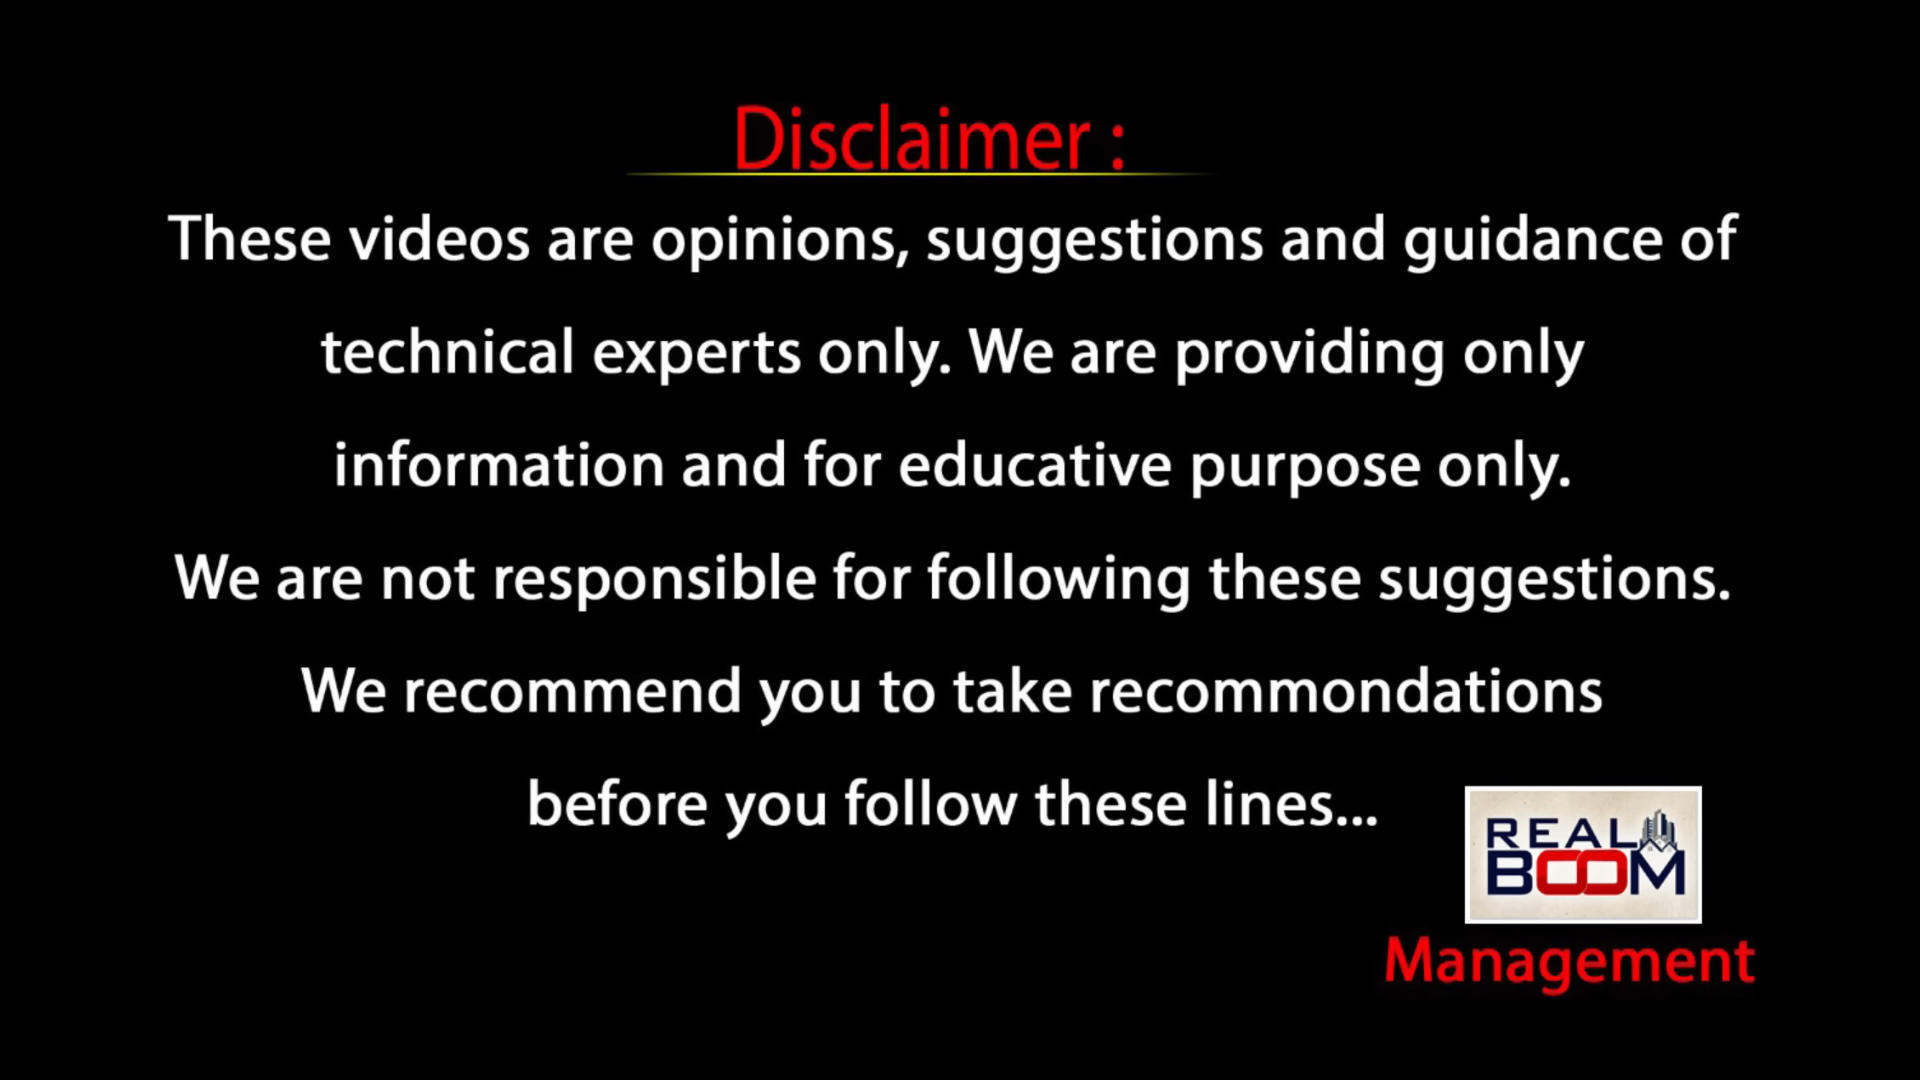 Disclaimer :
These videos are opinions, suggestions and guidance of
technical experts only. We are providing only
information and for educative purpose only.
We are not responsible for following these suggestions.
We recommend you to take recommondations
before you follow these lines...
REAL
BOOM
Management